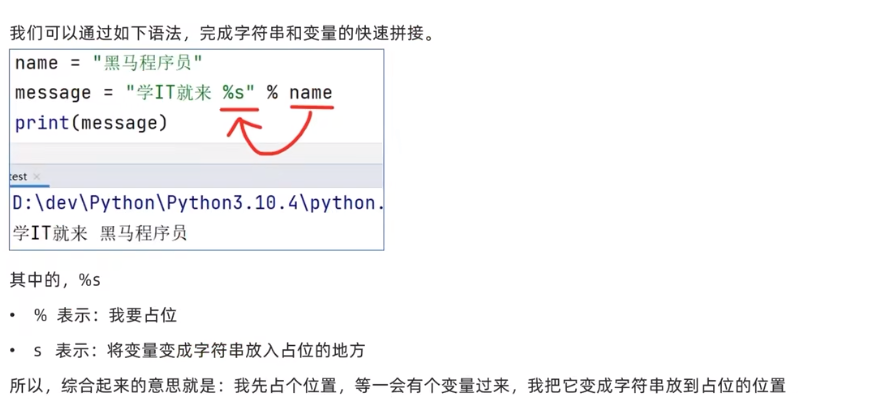 我们可以通过如下语法，完成字符串和变量的快速拼接。
name = "黑马程序员"
message = "学IT就来 %s" % name
print(message)
test ×
D:\dev\Python\Python3.10.4\python.
学IT就来 黑马程序员
其中的，%s
• % 表示：我要占位
• s 表示：将变量变成字符串放入占位的地方
所以，综合起来的意思就是：我先占个位置，等一会有个变量过来，我把它变成字符串放到占位的位置